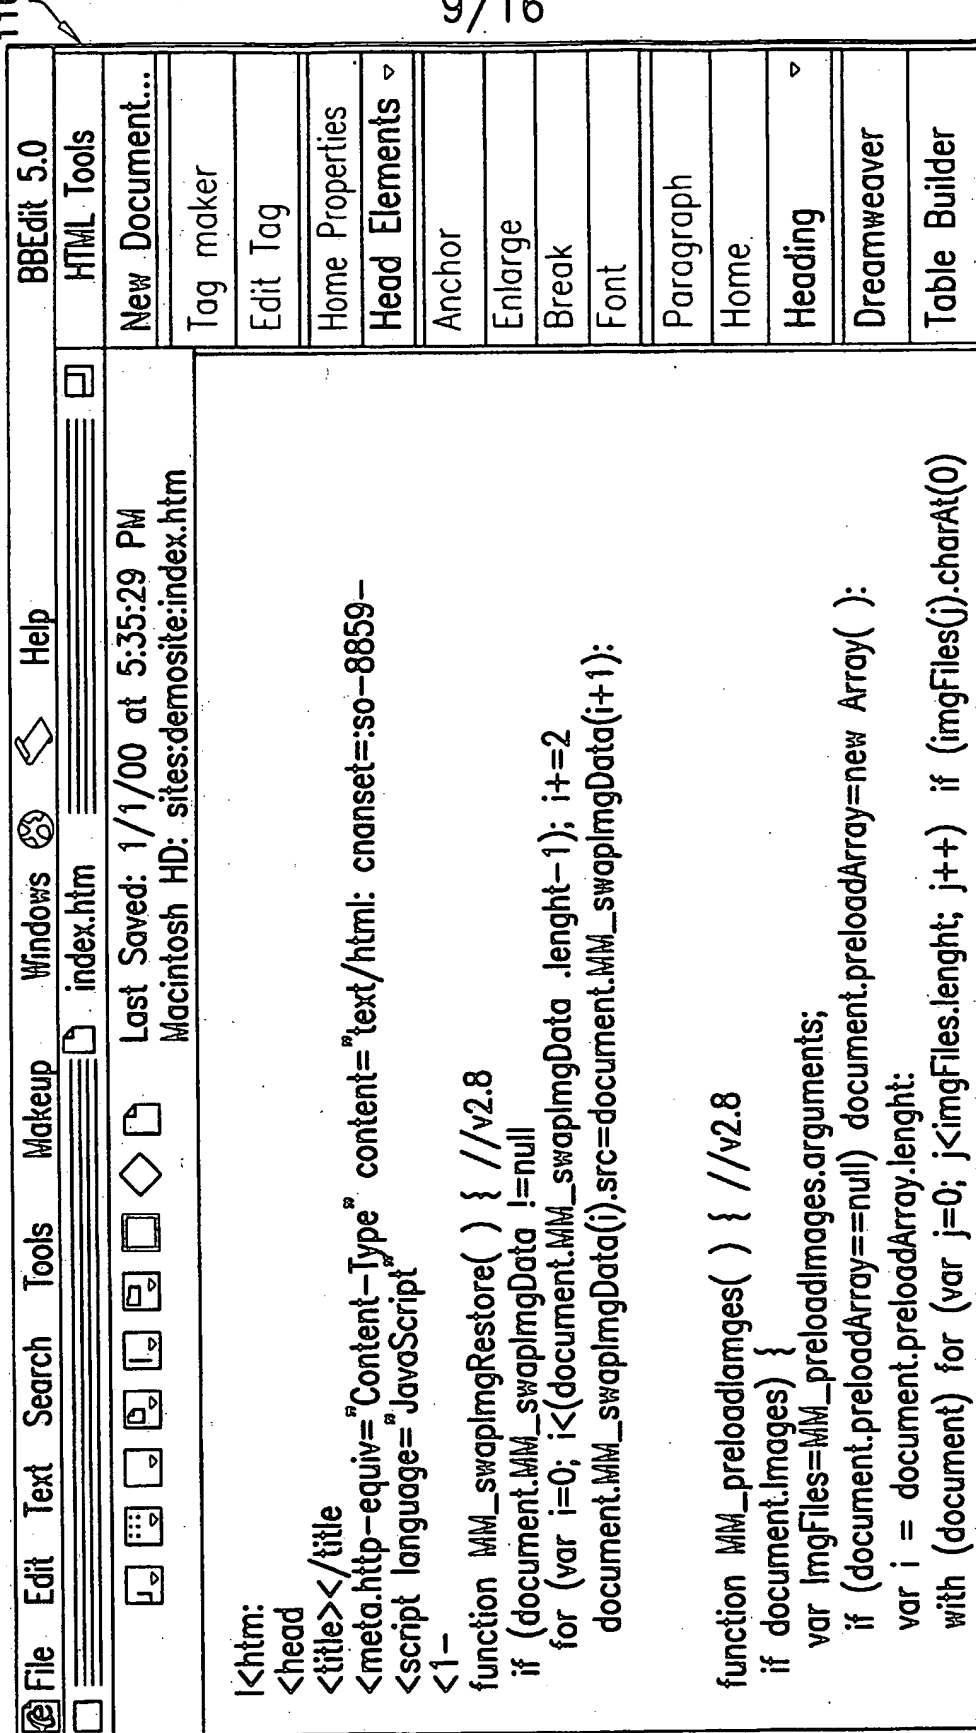 9/16
File Edit Text Search Tools Makeup Windows Help BBEdit 5.0
index.htm HTML Tools
Last Saved: 1/1/00 at 5:35:29 PM
Macintosh HD: sites:demosite:index.htm
New Document...
Tag maker
Edit Tag
Home Properties
Head Elements
Anchor
Enlarge
Break
Font
Paragraph
Home
Heading
Dreamweaver
Table Builder
|<htm:
<head
<title></title
<meta.http-equiv="Content-Type" content="text/html: cnanset=:so-8859-
<script language="JavaScript"
<1-
function MM_swapImgRestore( ) { //v2.8
if (document.MM_swapImgData !=null
for (var i=0; i<(document.MM_swapImgData .lenght-1); i+=2
document.MM_swapImgData(i).src=document.MM_swapImgData(i+1):
function MM_preloadIamges( ) { //v2.8
if document.Images) {
var ImgFiles=MM_preloadImages.arguments;
if (document.preloadArray==null) document.preloadArray=new Array( ):
var i = document.preloadArray.lenght:
with (document) for (var j=0; j<imgFiles.lenght; j++) if (imgFiles(j).charAt(0)